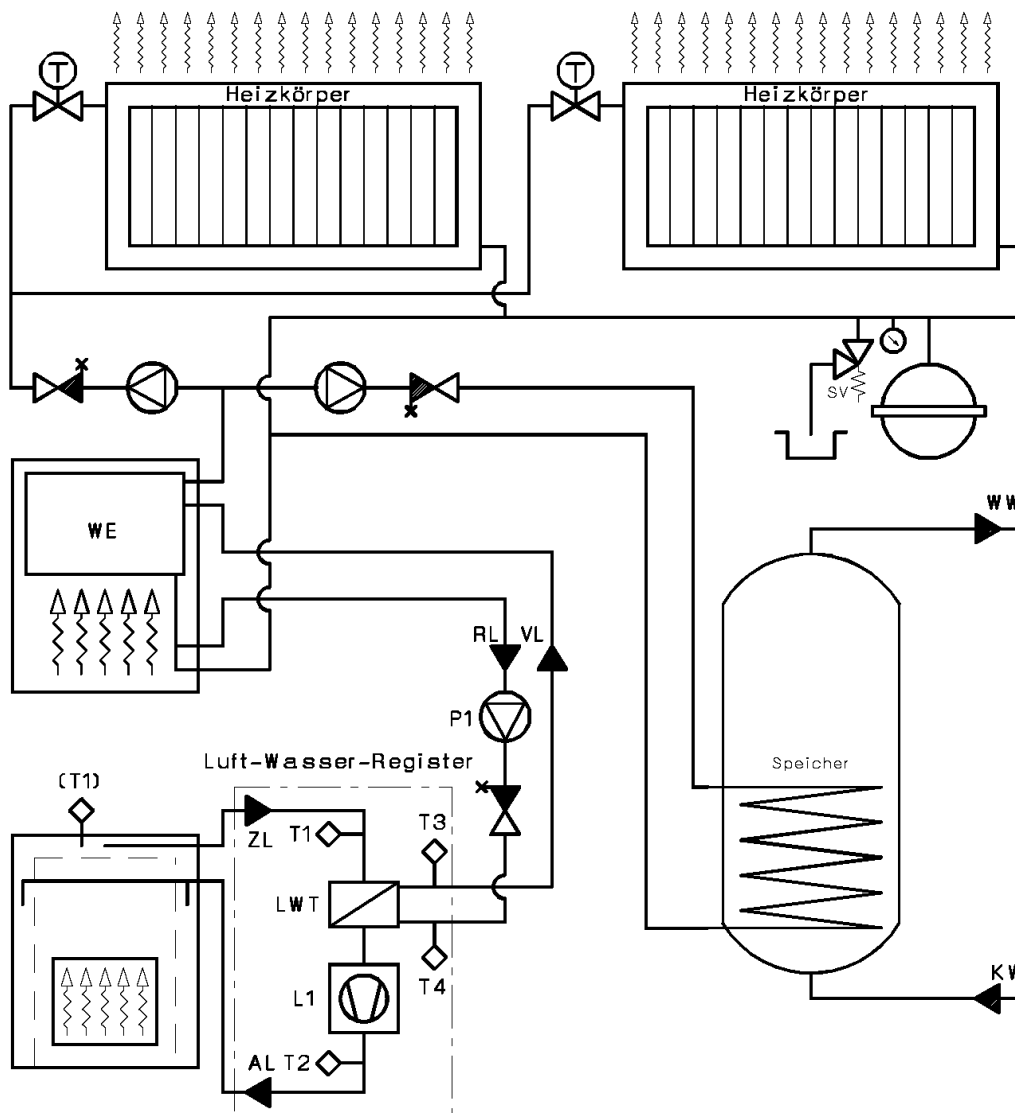 T
T
Heizkörper
Heizkörper
SV
WE
WW
RL VL
P1
Luft-Wasser-Register
Speicher
(T1)
ZL
T1
T3
LWT
L1
T4
KW
AL T2